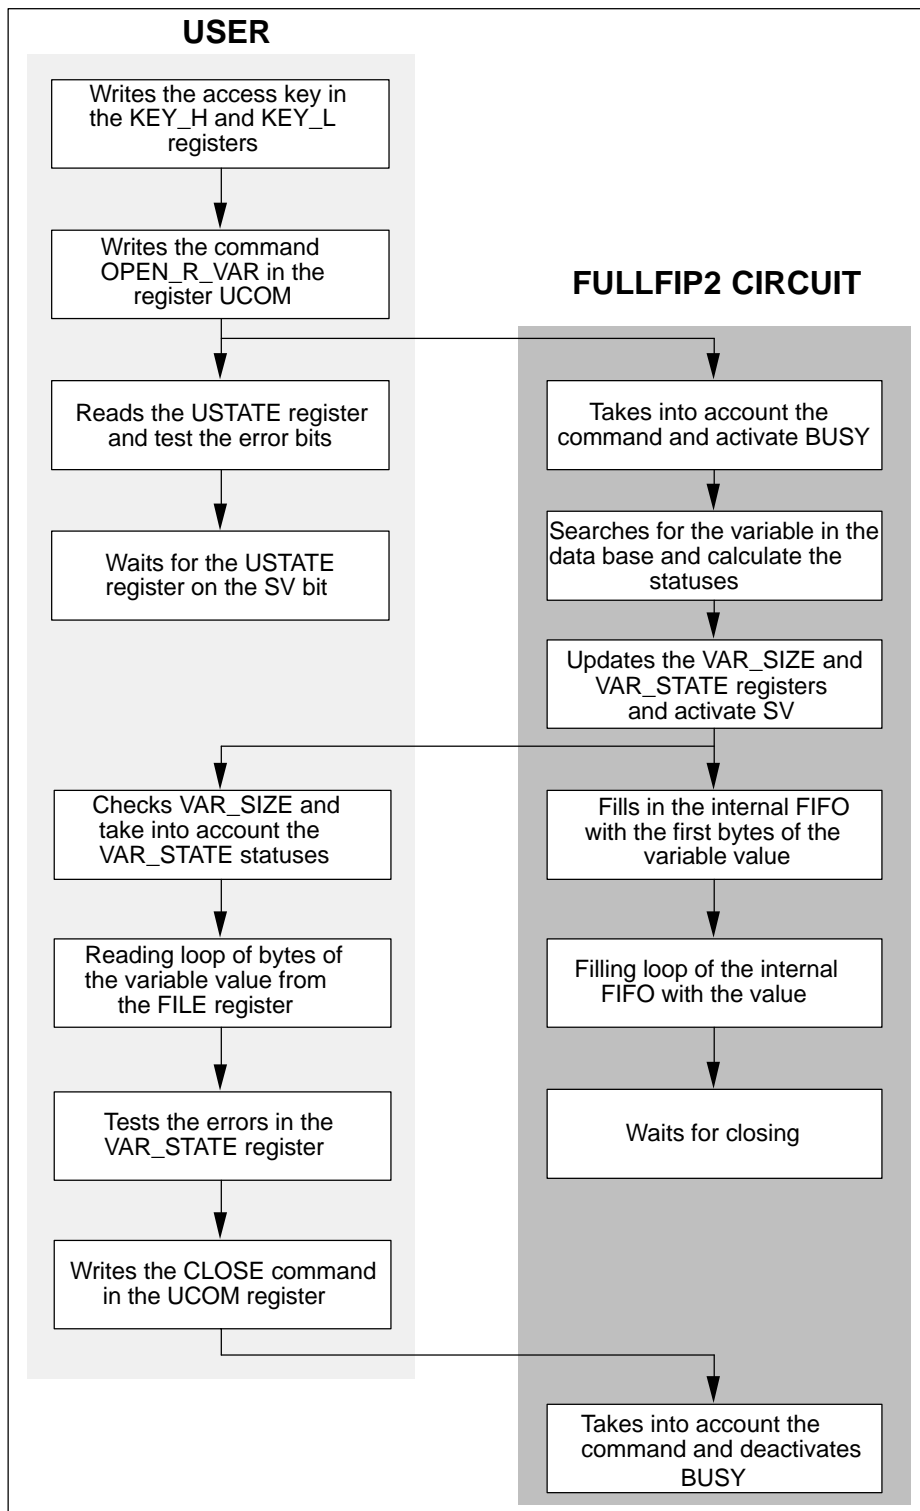 USER
Writes the access key in
the KEY_H and KEY_L
registers
Writes the command
OPEN_R_VAR in the
register UCOM
FULLFIP2 CIRCUIT
Reads the USTATE register
and test the error bits
Takes into account the
command and activate BUSY
Waits for the USTATE
register on the SV bit
Searches for the variable in the
data base and calculate the
statuses
Updates the VAR_SIZE and
VAR_STATE registers
and activate SV
Checks VAR_SIZE and
take into account the
VAR_STATE statuses
Fills in the internal FIFO
with the first bytes of the
variable value
Reading loop of bytes of
the variable value from
the FILE register
Filling loop of the internal
FIFO with the value
Tests the errors in the
VAR_STATE register
Waits for closing
Writes the CLOSE command
in the UCOM register
Takes into account the
command and deactivates
BUSY